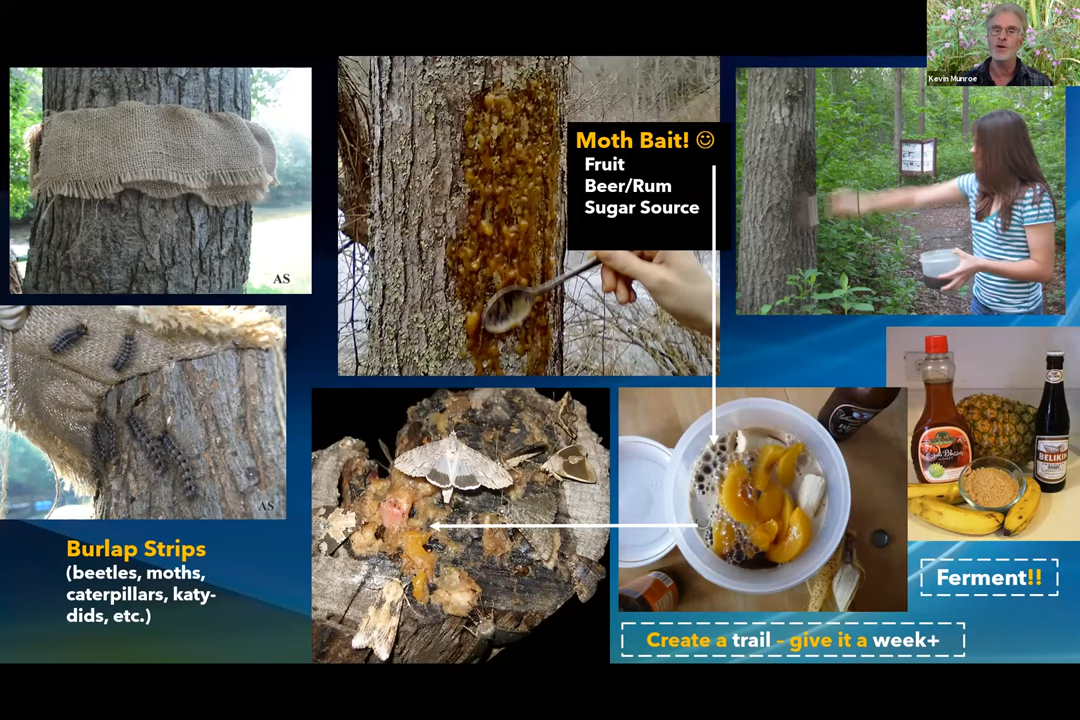 Kevin Munroe
AS
Moth Bait! ☺
Fruit
Beer/Rum
Sugar Source
AS
BELIKIN
Burlap Strips
(beetles, moths,
caterpillars, katy-
dids, etc.)
Ferment!!
Create a trail – give it a week+